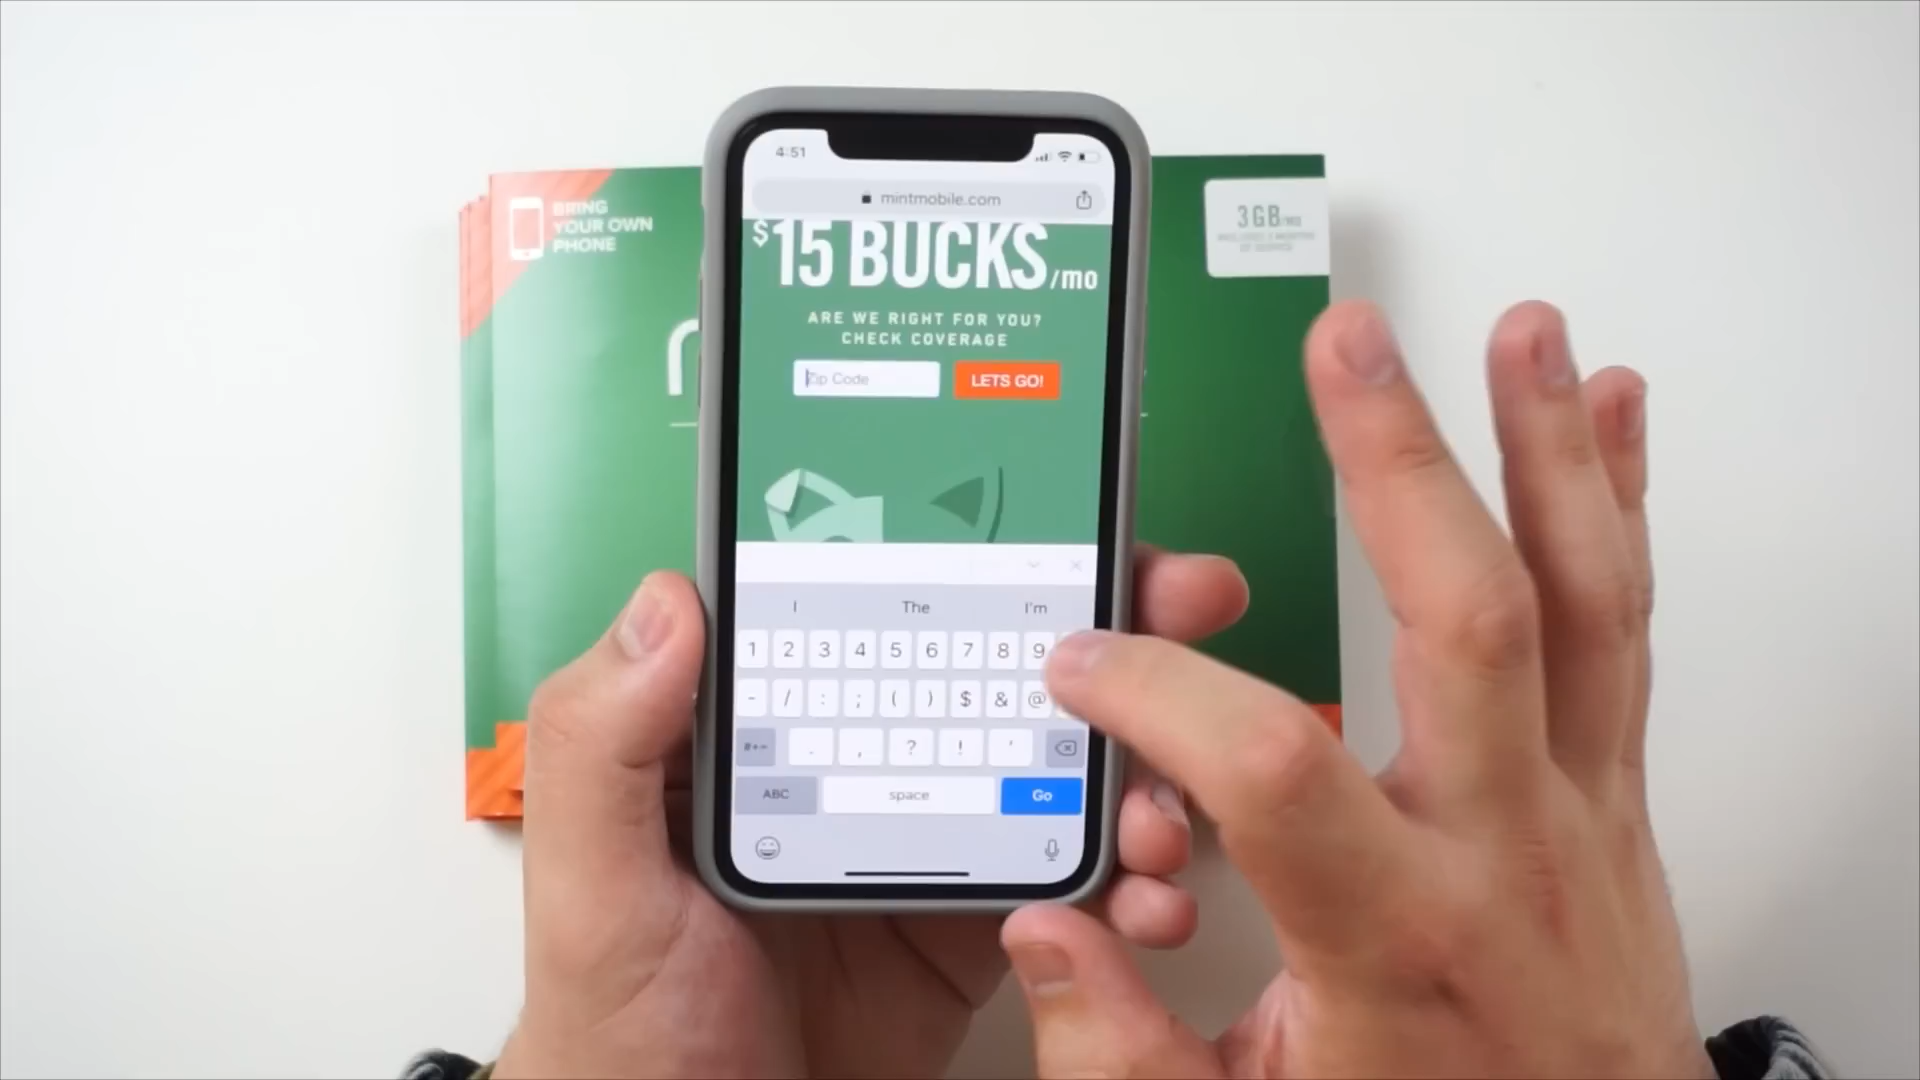 4:51
mintmobile.com
$15 BUCKS/mo
ARE WE RIGHT FOR YOU?
CHECK COVERAGE
Zip Code
LETS GO!
I The I'm
1 2 3 4 5 6 7 8 9
- / : ; ( ) $ & @
#+= . , ? ! '
ABC space Go
BRING
YOUR OWN
PHONE
3GB/MO